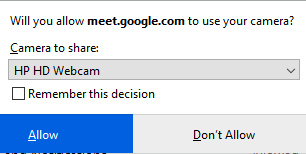 Will you allow meet.google.com to use your camera?
Camera to share:
HP HD Webcam
Remember this decision
Allow Don't Allow